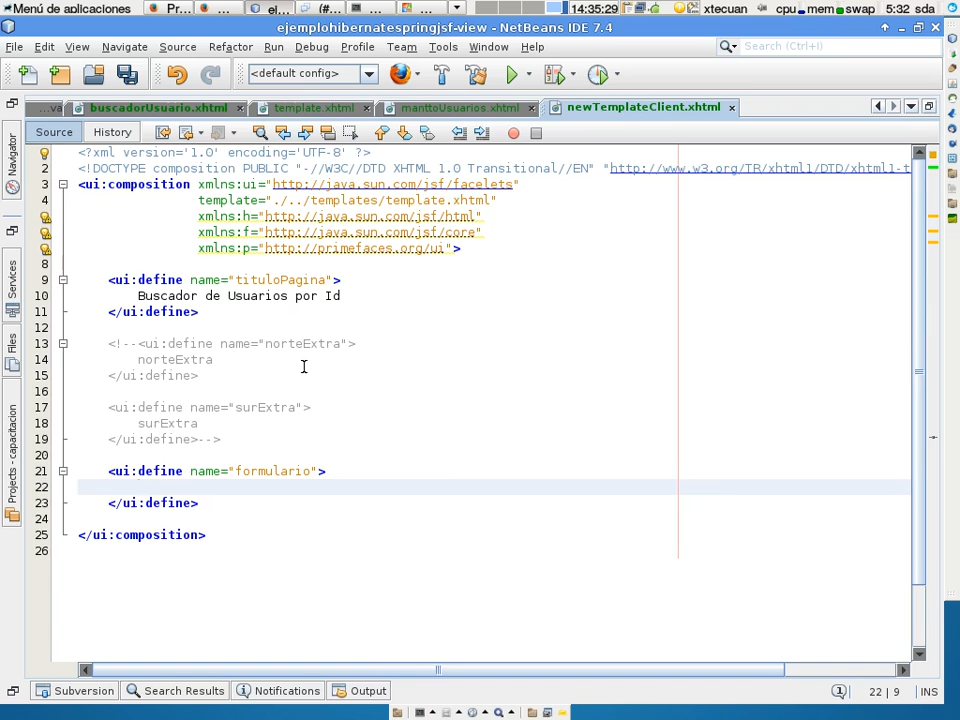 Menú de aplicaciones
Pr...
...
el...
(#...
...
...
14:35:29
xtecuan
cpu mem swap
5:32 sda
ejemplohibernatespringjsf-view - NetBeans IDE 7.4
File Edit View Navigate Source Refactor Run Debug Profile Team Tools Window Help
Search (Ctrl+I)
<default config>
...va
buscadorUsuario.xhtml
template.xhtml
manttoUsuarios.xhtml
newTemplateClient.xhtml
Source
History
Navigator
Services
Files
Projects - capacitacion
<?xml version='1.0' encoding='UTF-8' ?>
2 <!DOCTYPE composition PUBLIC "-//W3C//DTD XHTML 1.0 Transitional//EN" "http://www.w3.org/TR/xhtml1/DTD/xhtml1-t
3 <ui:composition xmlns:ui="http://java.sun.com/jsf/facelets"
4 template="./../templates/template.xhtml"
xmlns:h="http://java.sun.com/jsf/html"
xmlns:f="http://java.sun.com/jsf/core"
xmlns:p="http://primefaces.org/ui">
8
9 <ui:define name="tituloPagina">
10 Buscador de Usuarios por Id
11 </ui:define>
12
13 <!--<ui:define name="norteExtra">
14 norteExtra
15 </ui:define>
16
17 <ui:define name="surExtra">
18 surExtra
19 </ui:define>-->
20
21 <ui:define name="formulario">
22
23 </ui:define>
24
25 </ui:composition>
26
Subversion
Search Results
Notifications
Output
1
22 | 9
INS